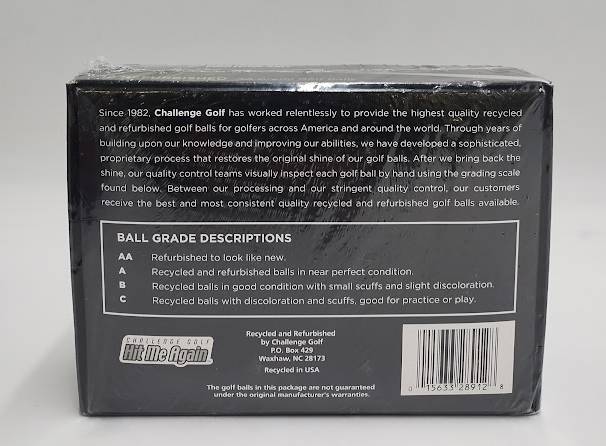 Since 1982, Challenge Golf has worked relentlessly to provide the highest quality recycled
and refurbished golf balls for golfers across America and around the world. Through years of
building upon our knowledge and improving our abilities, we have developed a sophisticated,
proprietary process that restores the original shine of our golf balls. After we bring back the
shine, our quality control teams visually inspect each golf ball by hand using the grading scale
found below. Between our processing and our stringent quality control, our customers
receive the best and most consistent quality recycled and refurbished golf balls available.
BALL GRADE DESCRIPTIONS
AA Refurbished to look like new.
A Recycled and refurbished balls in near perfect condition.
B Recycled balls in good condition with small scuffs and slight discoloration.
C Recycled balls with discoloration and scuffs, good for practice or play.
CHALLENGE GOLF
Hit Me Again
Recycled and Refurbished
by Challenge Golf
P.O. Box 429
Waxhaw, NC 28173
Recycled in USA
The golf balls in this package are not guaranteed
under the original manufacturer's warranties.
0 15633 28912 8